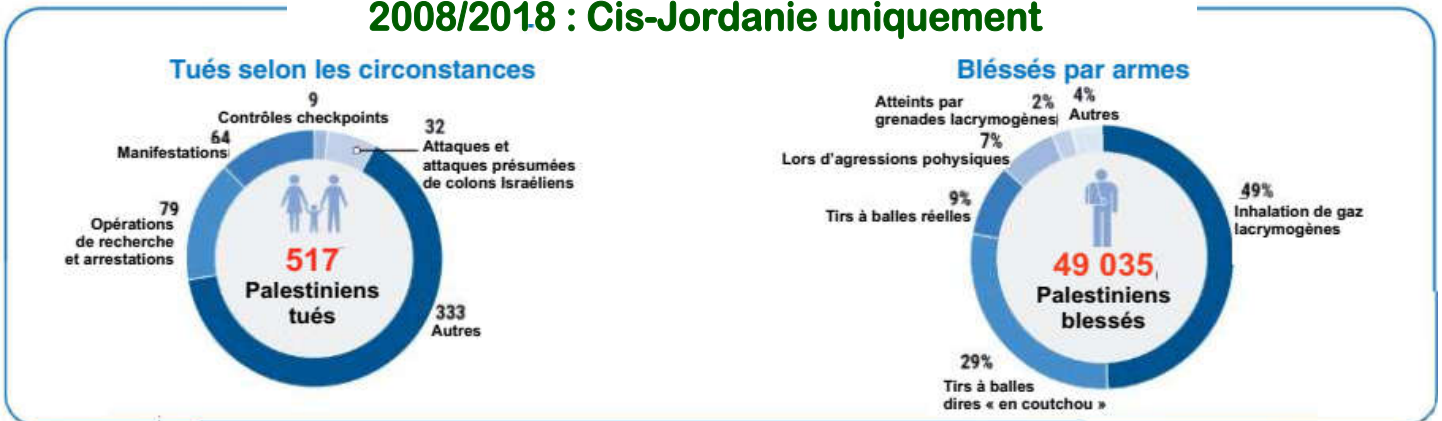 2008/2018 : Cis-Jordanie uniquement
Tués selon les circonstances
9
Contrôles checkpoints
32
Attaques et
attaques présumées
de colons Israéliens
64
Manifestations
79
Opérations
de recherche
et arrestations
517
Palestiniens
tués
333
Autres
Bléssés par armes
Atteints par
grenades lacrymogènes
2%
4%
Autres
7%
Lors d'agressions pohysiques
9%
Tirs à balles réelles
49%
Inhalation de gaz
lacrymogènes
49 035
Palestiniens
blessés
29%
Tirs à balles
dires « en coutchou »